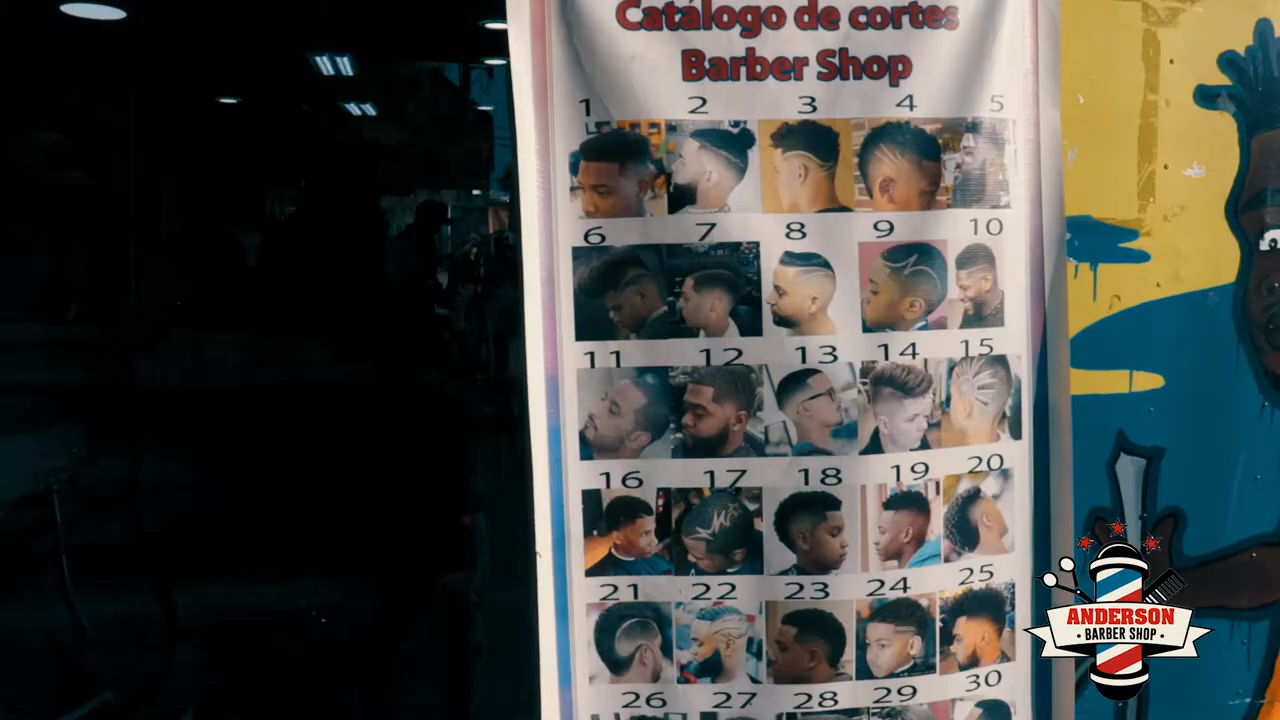 Catálogo de cortes
Barber Shop
1 2 3 4 5
6 7 8 9 10
11 12 13 14 15
16 17 18 19 20
21 22 23 24 25
26 27 28 29 30
ANDERSON
• BARBER SHOP •